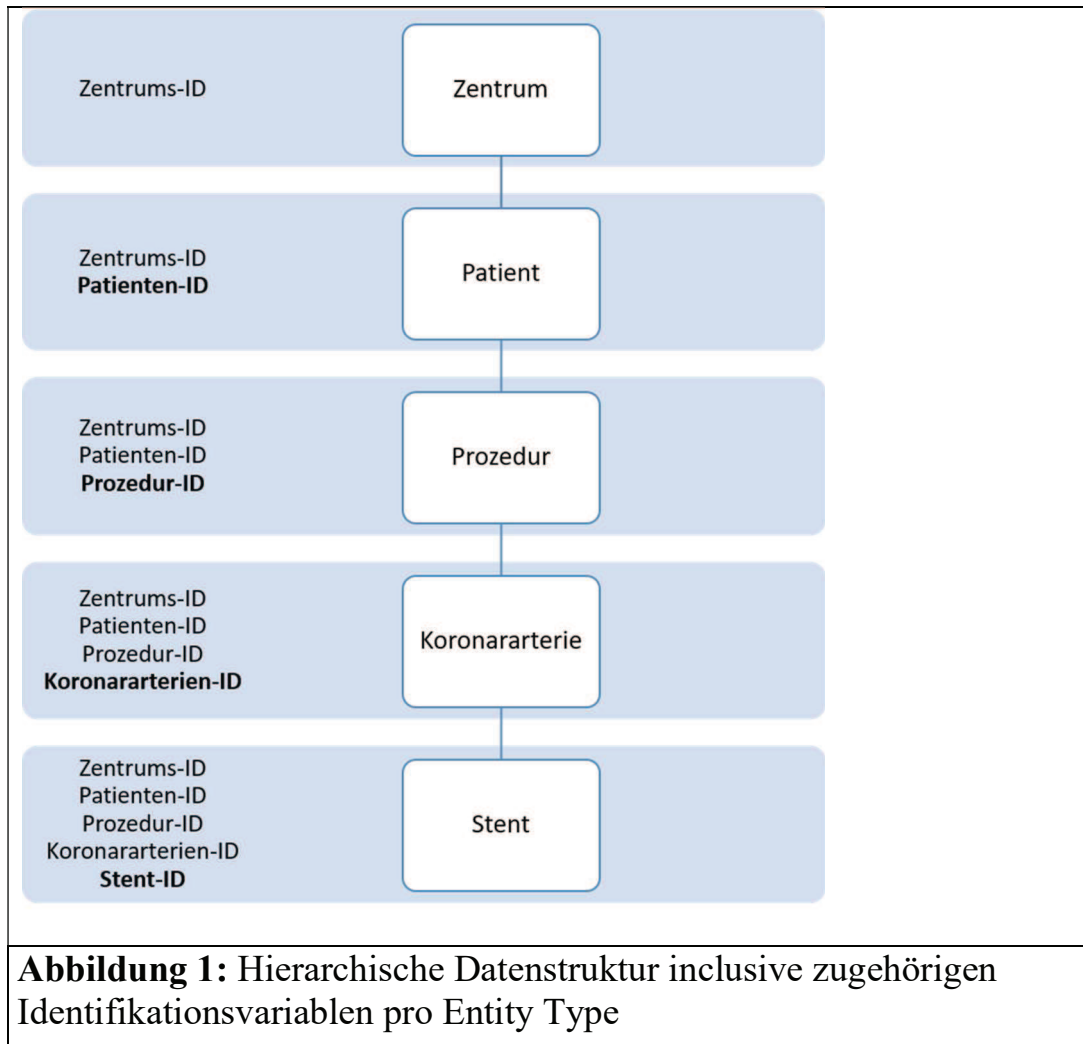 Zentrums-ID
Zentrum
Zentrums-ID
Patienten-ID
Patient
Zentrums-ID
Patienten-ID
Prozedur-ID
Prozedur
Zentrums-ID
Patienten-ID
Prozedur-ID
Koronararterien-ID
Koronararterie
Zentrums-ID
Patienten-ID
Prozedur-ID
Koronararterien-ID
Stent-ID
Stent
Abbildung 1: Hierarchische Datenstruktur inclusive zugehörigen
Identifikationsvariablen pro Entity Type